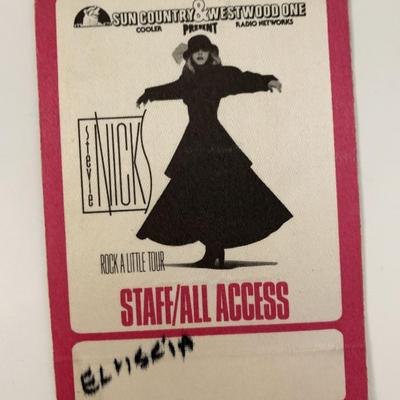 SUN COUNTRY & WESTWOOD ONE
COOLER PRESENT RADIO NETWORKS
STEVIE
NICKS
ROCK A LITTLE TOUR
STAFF/ALL ACCESS